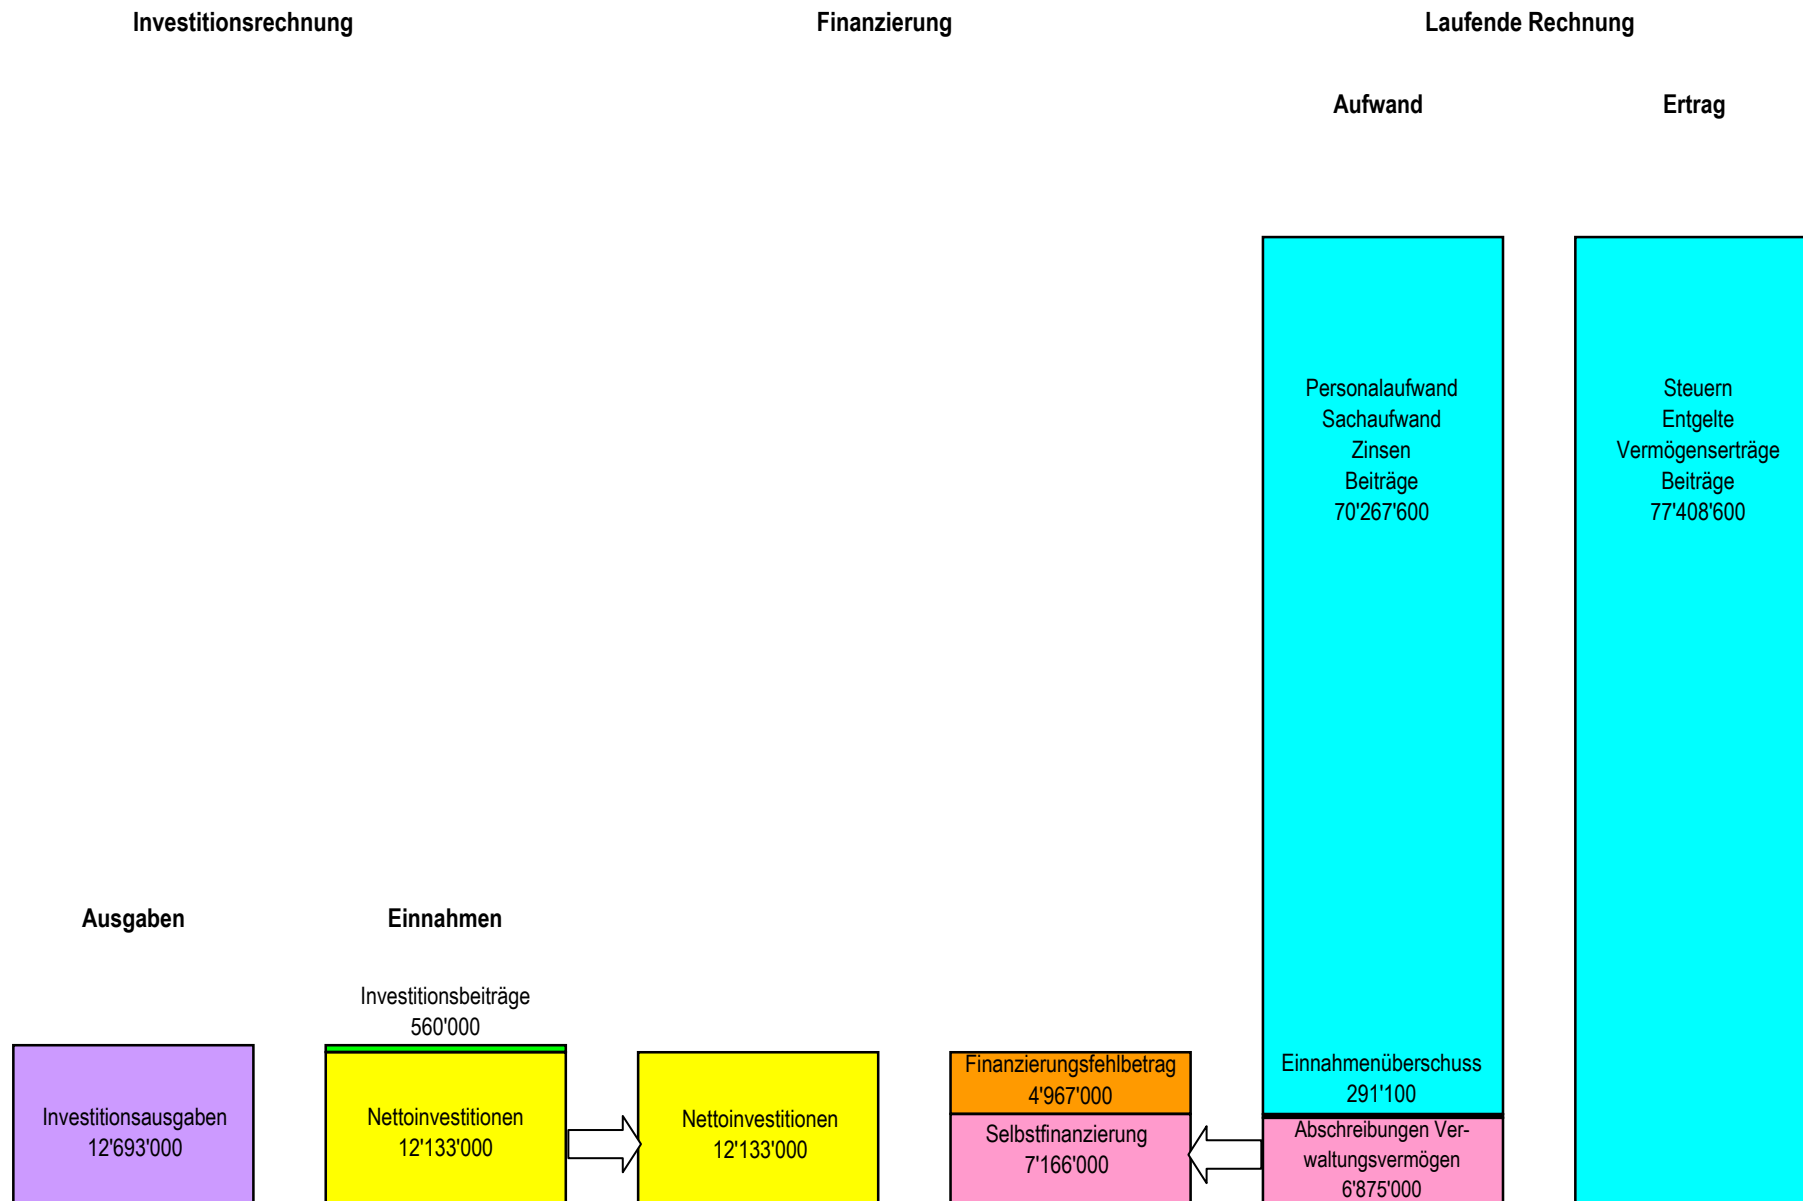 Investitionsrechnung
Finanzierung
Laufende Rechnung
Aufwand
Ertrag
Personalaufwand
Sachaufwand
Zinsen
Beiträge
70'267'600
Steuern
Entgelte
Vermögenserträge
Beiträge
77'408'600
Ausgaben
Einnahmen
Investitionsbeiträge
560'000
Investitionsausgaben
12'693'000
Nettoinvestitionen
12'133'000
Nettoinvestitionen
12'133'000
Finanzierungsfehlbetrag
4'967'000
Selbstfinanzierung
7'166'000
Einnahmenüberschuss
291'100
Abschreibungen Ver-
waltungsvermögen
6'875'000